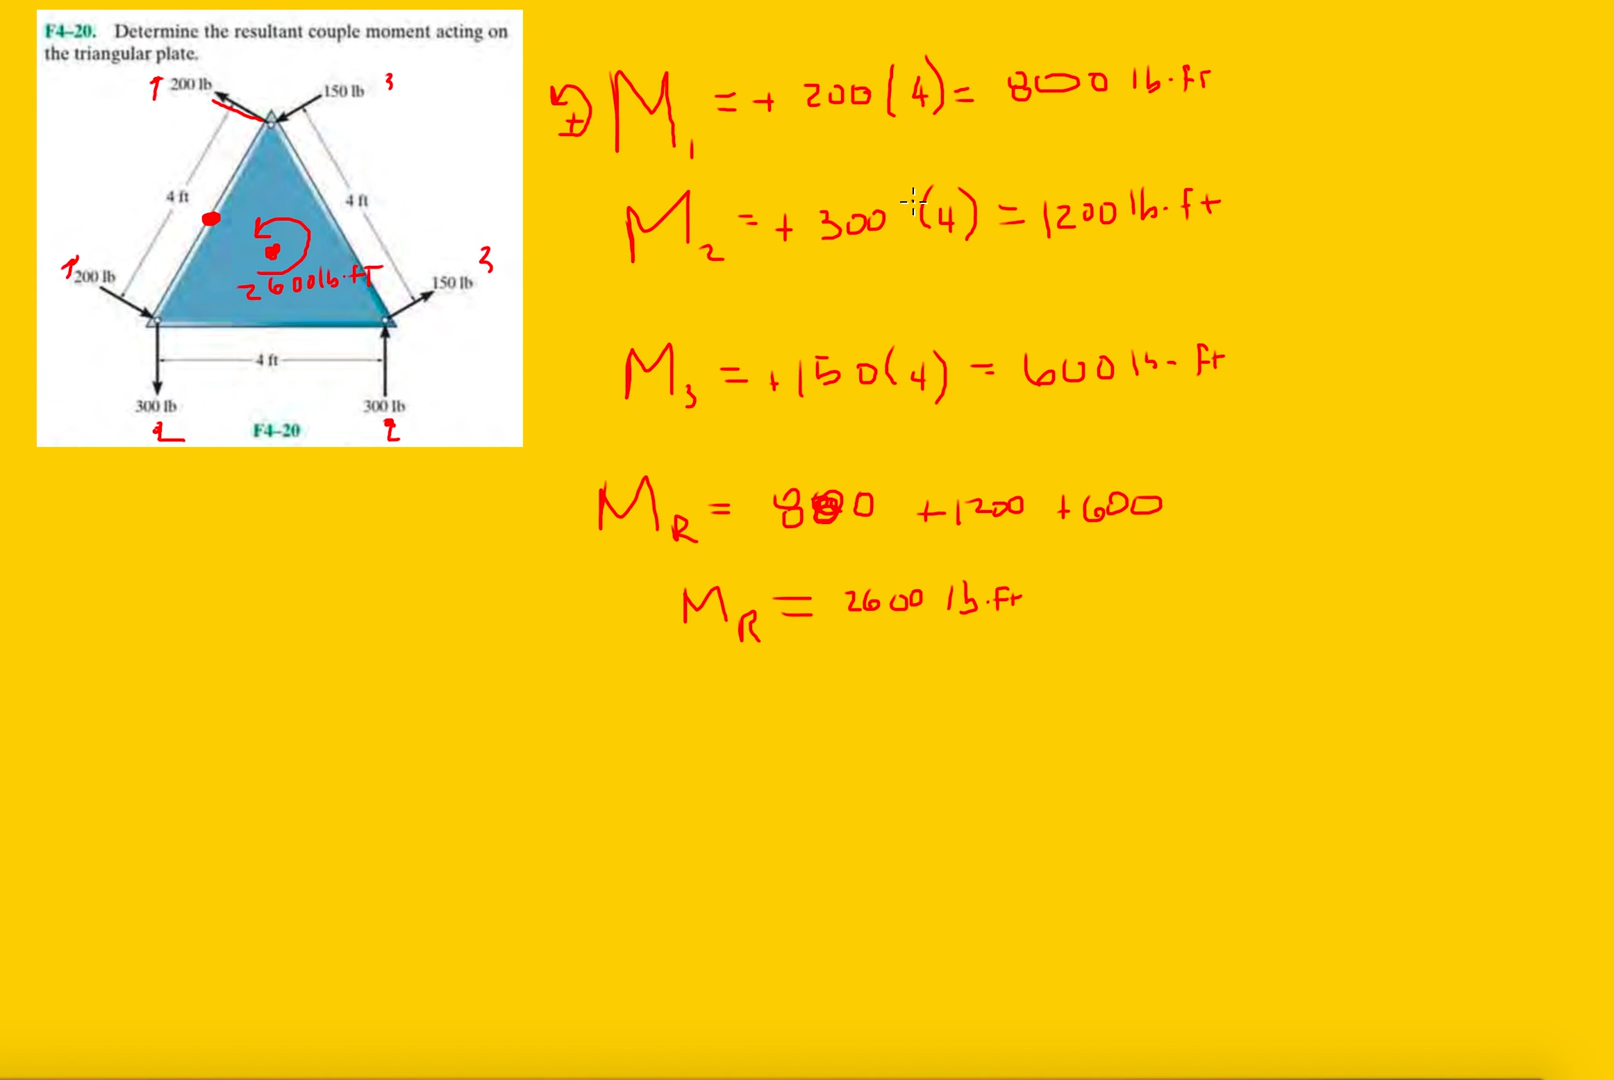 F4–20. Determine the resultant couple moment acting on
the triangular plate.
1 200 lb
150 lb 3
4 ft
4 ft
1 200 lb
2600 lb·ft
150 lb 3
4 ft
300 lb
300 lb
2
F4–20
2
+ M1 = + 200(4) = 800 lb·ft
M2 = + 300 (4) = 1200 lb·ft
M3 = +150(4) = 600 lb-ft
MR = 800 +1200 +600
MR = 2600 lb·ft